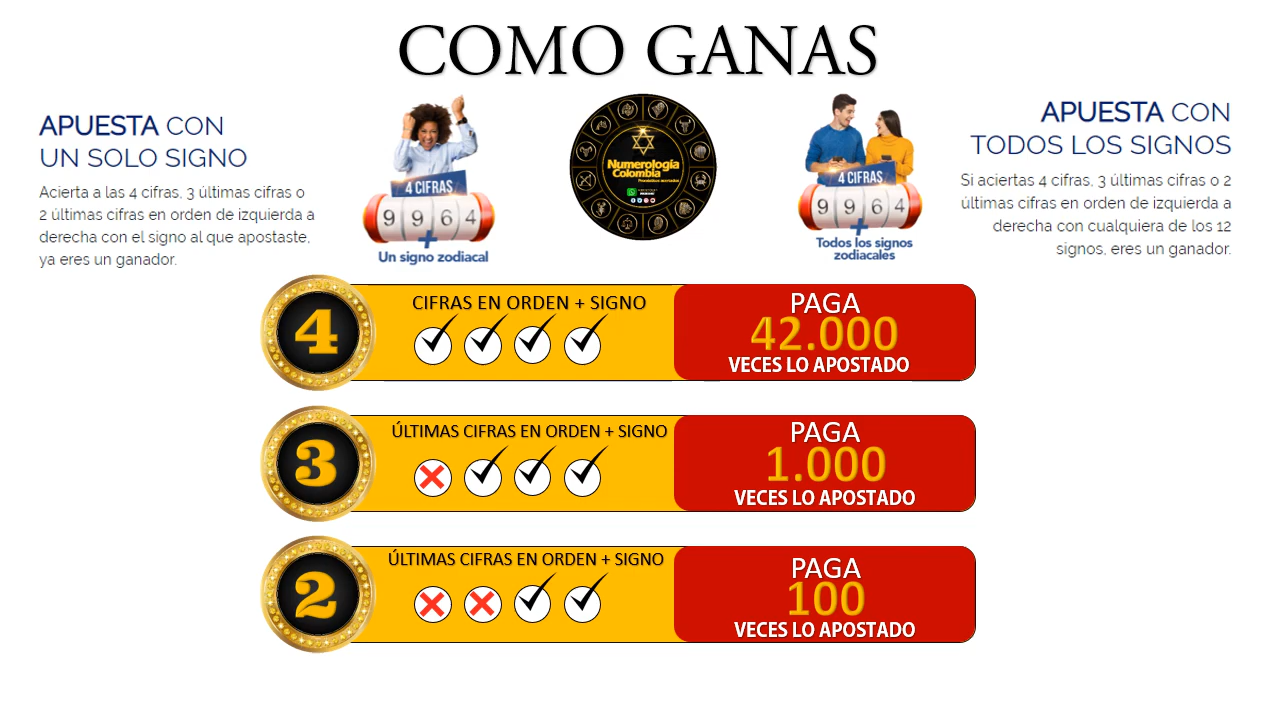 COMO GANAS
APUESTA CON
UN SOLO SIGNO
Acierta a las 4 cifras, 3 últimas cifras o
2 últimas cifras en orden de izquierda a
derecha con el signo al que apostaste,
ya eres un ganador.
4 CIFRAS
9 9 6 4
+
Un signo zodiacal
Numerología
Colombia
APUESTA CON
TODOS LOS SIGNOS
Si aciertas 4 cifras, 3 últimas cifras o 2
últimas cifras en orden de izquierda a
derecha con cualquiera de los 12
signos, eres un ganador.
4 CIFRAS
9 9 6 4
+
Todos los signos
zodiacales
4
CIFRAS EN ORDEN + SIGNO
PAGA
42.000
VECES LO APOSTADO
3
ÚLTIMAS CIFRAS EN ORDEN + SIGNO
PAGA
1.000
VECES LO APOSTADO
2
ÚLTIMAS CIFRAS EN ORDEN + SIGNO
PAGA
100
VECES LO APOSTADO